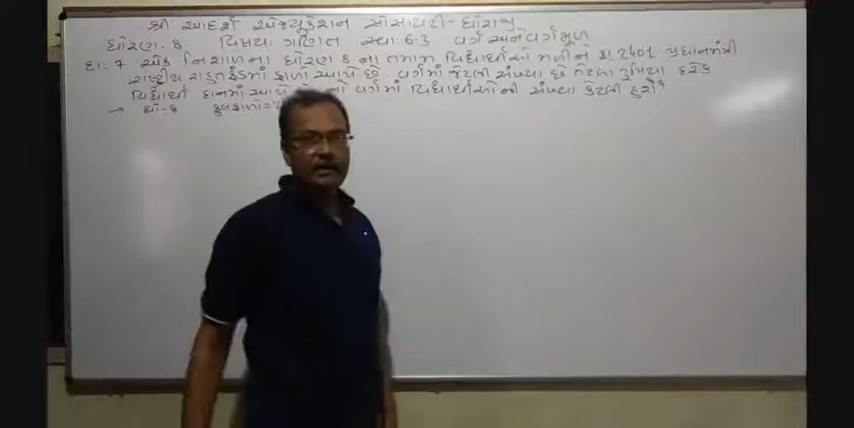 શ્રી આદર્શ એજ્યુકેશન સોસાયટી - ધોરાજી
ધોરણ. 8 વિષય: ગણિત સ્વા: 6.3 વર્ગ અને વર્ગમૂળ
દા: 7 એક નિશાળના ધોરણ 8 ના તમામ વિદ્યાર્થીઓ મળીને રૂા. 2401 પ્રધાનમંત્રી
રાષ્ટ્રીય રાહતફંડમાં ફાળો આપે છે. વર્ગમાં જેટલી સંખ્યા છે તેટલા રૂપિયા દરેક
વિદ્યાર્થી દાનમાં આપે તો વર્ગમાં વિદ્યાર્થીઓની સંખ્યા કેટલી હશે?
→ ધો-8 કુલફાળો=